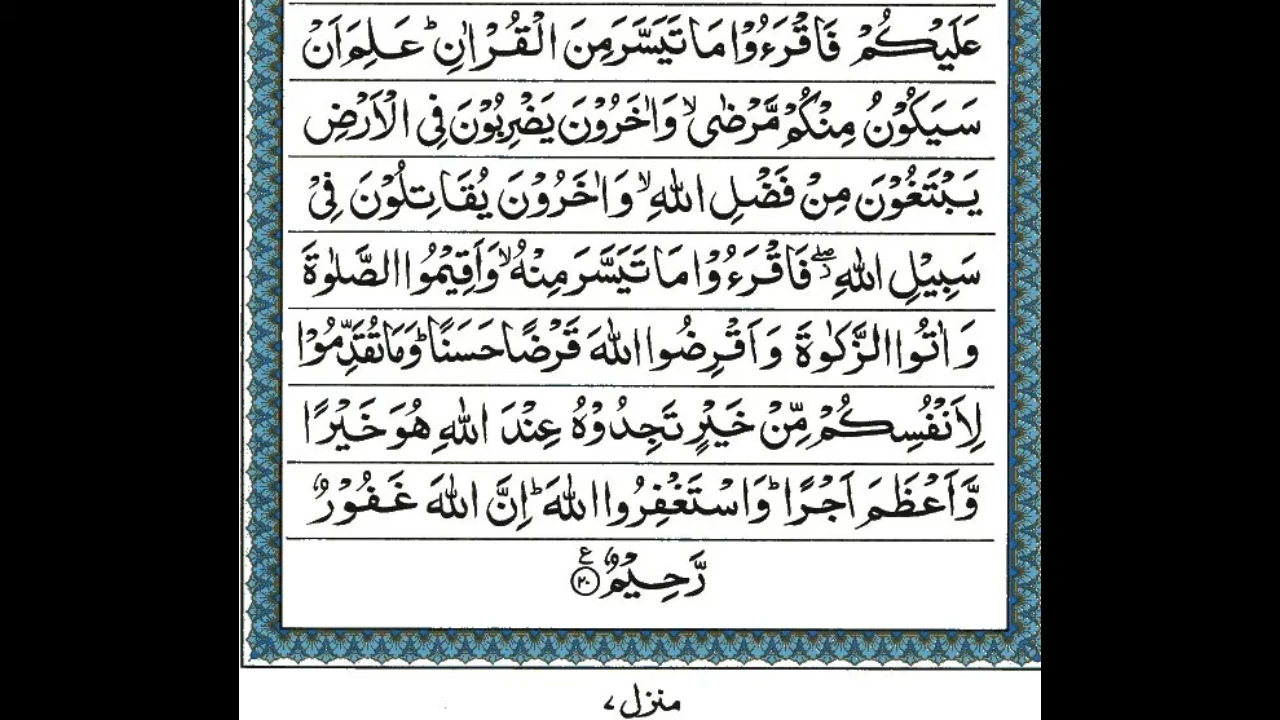 عَلَيْكُمْ فَاقْرَءُوْا مَا تَيَسَّرَ مِنَ الْقُرْاٰنِ ؕ عَلِمَ اَنْ
سَيَكُوْنُ مِنْكُمْ مَّرْضٰى ۙ وَاٰخَرُوْنَ يَضْرِبُوْنَ فِى الْاَرْضِ
يَبْتَغُوْنَ مِنْ فَضْلِ اللّٰهِ ۙ وَاٰخَرُوْنَ يُقَاتِلُوْنَ فِىْ
سَبِيْلِ اللّٰهِ ۖ فَاقْرَءُوْا مَا تَيَسَّرَ مِنْهُ ۙ وَاَقِيْمُوا الصَّلٰوةَ
وَاٰتُوا الزَّكٰوةَ وَاَقْرِضُوا اللّٰهَ قَرْضًا حَسَنًا ؕ وَمَا تُقَدِّمُوْا
لِاَنْفُسِكُمْ مِّنْ خَيْرٍ تَجِدُوْهُ عِنْدَ اللّٰهِ هُوَ خَيْرًا
وَّاَعْظَمَ اَجْرًا ؕ وَاسْتَغْفِرُوا اللّٰهَ ؕ اِنَّ اللّٰهَ غَفُوْرٌ
رَّحِيْمٌ ۟ ع ٢٠
منزل ٧